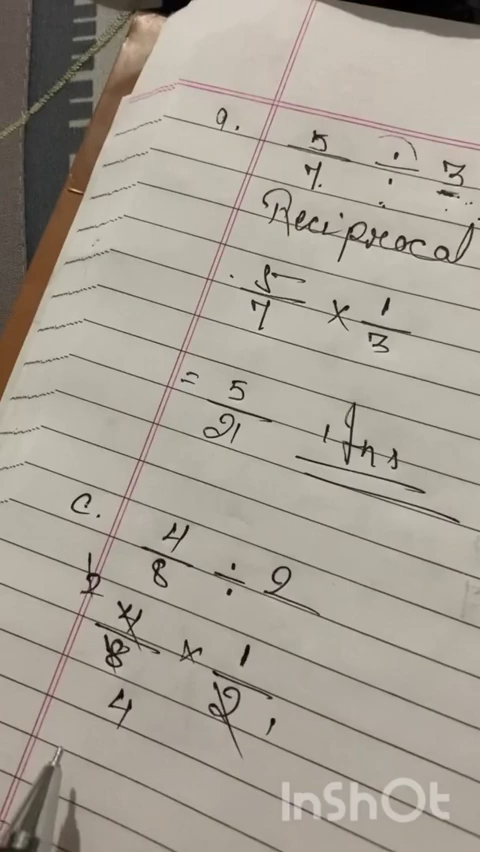 a. 5/7 ÷ 3
Reciprocal
5/7 × 1/3
= 5/21 Ans
c. 4/8 ÷ 2
4/8 × 1/2
4
InShOt